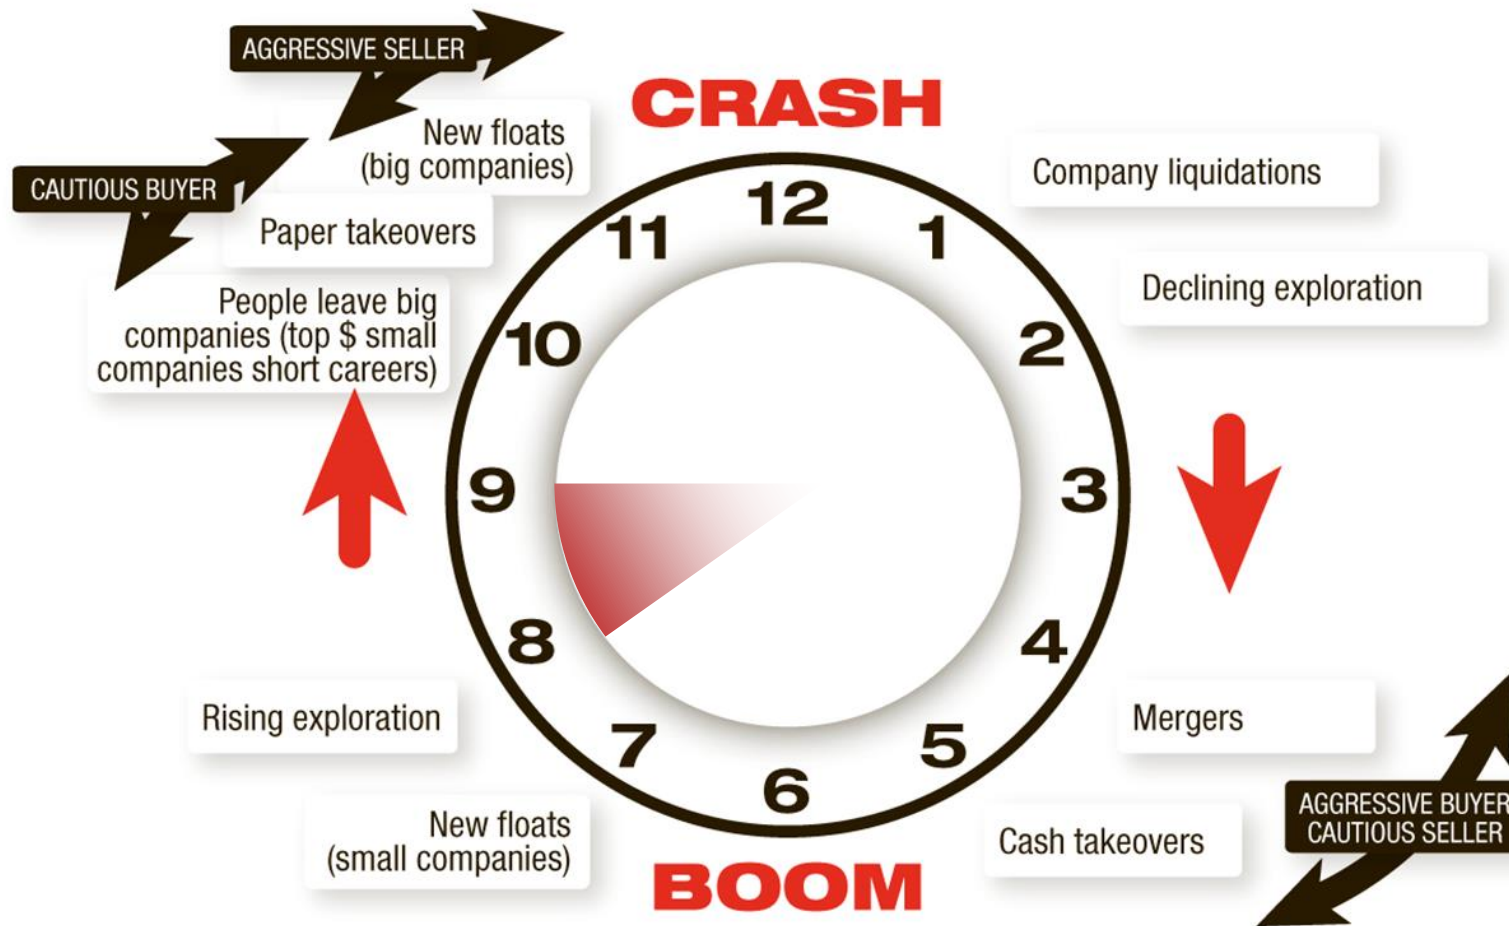 AGGRESSIVE SELLER
CRASH
New floats
(big companies)
Company liquidations
CAUTIOUS BUYER
Paper takeovers
Declining exploration
People leave big
companies (top $ small
companies short careers)
12
1
2
3
4
5
6
7
8
9
10
11
Rising exploration
Mergers
New floats
(small companies)
Cash takeovers
AGGRESSIVE BUYER
CAUTIOUS SELLER
BOOM